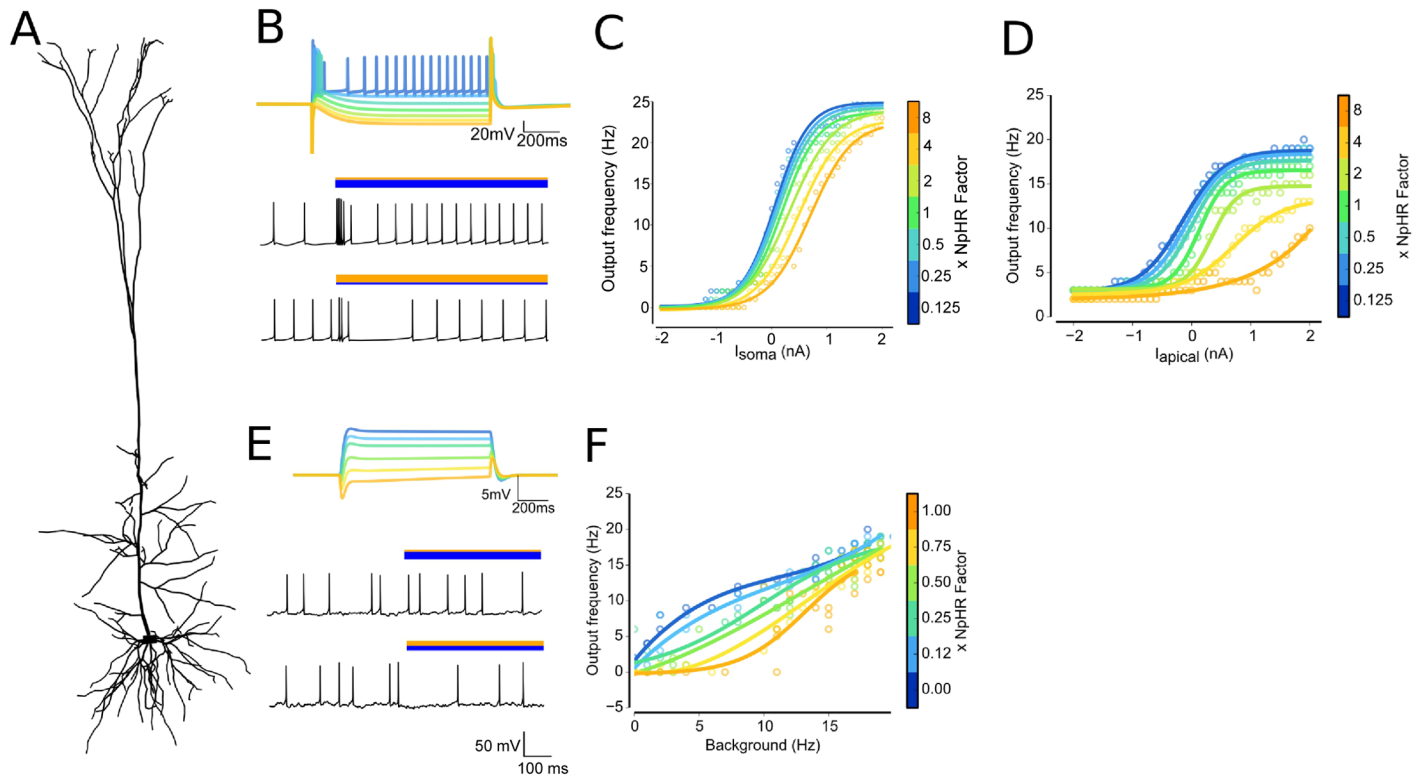 A
B
20mV
200ms
C
Output frequency (Hz)
25
20
15
10
5
0
−2
−1
0
1
2
Isoma (nA)
8
4
2
1
0.5
0.25
0.125
x NpHR Factor
D
Output frequency (Hz)
25
20
15
10
5
0
−2
−1
0
1
2
Iapical (nA)
8
4
2
1
0.5
0.25
0.125
x NpHR Factor
E
5mV
200ms
50 mV
100 ms
F
Output frequency (Hz)
25
20
15
10
5
0
−5
0
5
10
15
Background (Hz)
1.00
0.75
0.50
0.25
0.12
0.00
x NpHR Factor